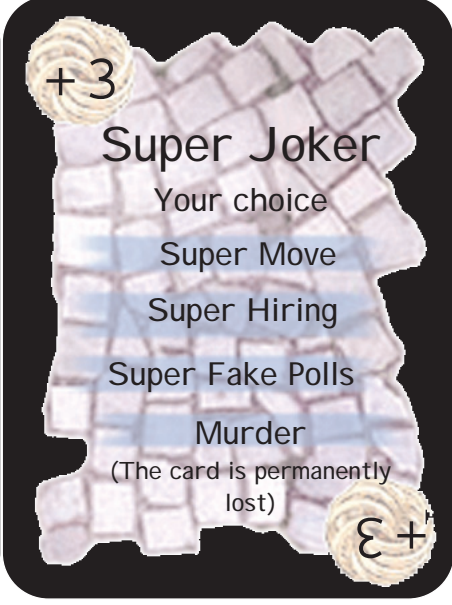 +3
Super Joker
Your choice
Super Move
Super Hiring
Super Fake Polls
Murder
(The card is permanently
lost)
+3